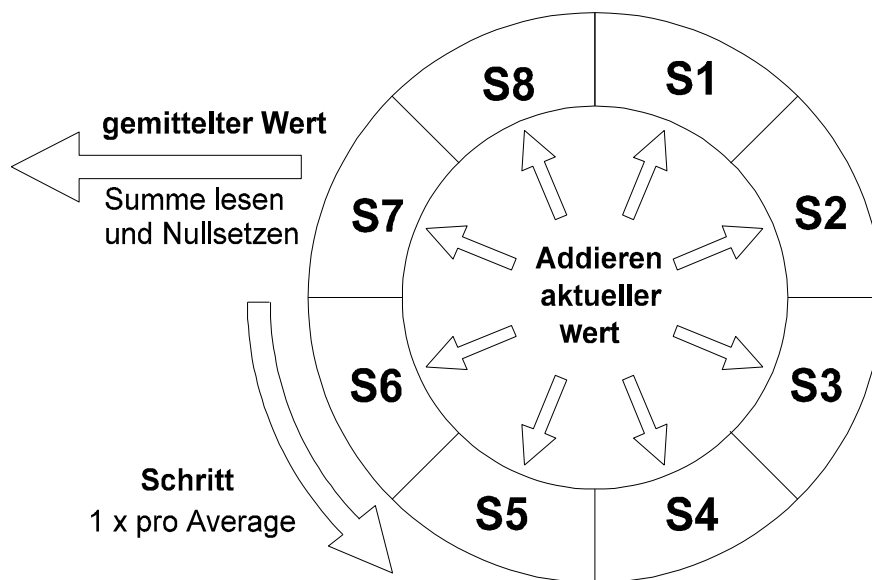 S8
S1
gemittelter Wert
Summe lesen
und Nullsetzen
S7
S2
Addieren
aktueller
wert
S6
S3
Schritt
1 x pro Average
S5
S4